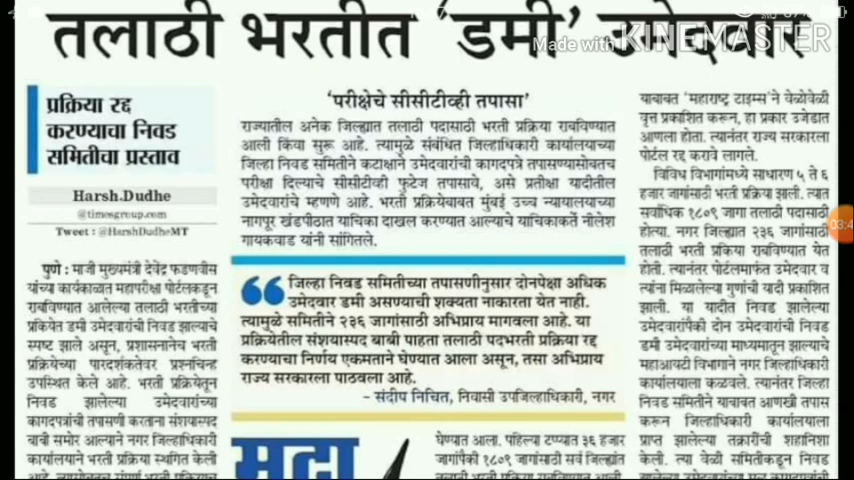 तलाठी भरतीत 'डमी' उमेदवार
Made with KINEMASTER
प्रक्रिया रद्द
करण्याचा निवड
समितीचा प्रस्ताव
Harsh.Dudhe
@timesgroup.com
Tweet : @HarshDudheMT
पुणे : माजी मुख्यमंत्री देवेंद्र फडणवीस
यांच्या कार्यकाळात महापरीक्षा पोर्टलकडून
राबविण्यात आलेल्या तलाठी भरतीच्या
प्रकियेत डमी उमेदवारांची निवड झाल्याचे
स्पष्ट झाले असून, प्रशासनानेच भरती
प्रक्रियेच्या पारदर्शकतेवर प्रश्नचिन्ह
उपस्थित केले आहे. भरती प्रक्रियेतून
निवड झालेल्या उमेदवारांच्या
कागदपत्रांची तपासणी करताना संशयास्पद
बाबी समोर आल्याने नगर जिल्हाधिकारी
कार्यालयाने भरती प्रक्रिया स्थगित केली
'परीक्षेचे सीसीटीव्ही तपासा'
राज्यातील अनेक जिल्ह्यात तलाठी पदासाठी भरती प्रक्रिया राबविण्यात
आली किंवा सुरू आहे. त्यामुळे संबंधित जिल्हाधिकारी कार्यालयाच्या
जिल्हा निवड समितीने कटाक्षाने उमेदवारांची कागदपत्रे तपासण्यासोबतच
परीक्षा दिल्याचे सीसीटीव्ही फुटेज तपासावे, असे प्रतीक्षा यादीतील
उमेदवारांचे म्हणणे आहे. भरती प्रक्रियेबाबत मुंबई उच्च न्यायालयाच्या
नागपूर खंडपीठात याचिका दाखल करण्यात आल्याचे याचिकाकर्ते नीलेश
गायकवाड यांनी सांगितले.
जिल्हा निवड समितीच्या तपासणीनुसार दोनपेक्षा अधिक
उमेदवार डमी असण्याची शक्यता नाकारता येत नाही.
त्यामुळे समितीने २३६ जागांसाठी अभिप्राय मागवला आहे. या
प्रक्रियेतील संशयास्पद बाबी पाहता तलाठी पदभरती प्रक्रिया रद्द
करण्याचा निर्णय एकमताने घेण्यात आला असून, तसा अभिप्राय
राज्य सरकारला पाठवला आहे.
– संदीप निचित, निवासी उपजिल्हाधिकारी, नगर
घेण्यात आला. पहिल्या टप्प्यात ३६ हजार
जागांपैकी १८०९ जागांसाठी सर्व जिल्ह्यांत
याबाबत 'महाराष्ट्र टाइम्स'ने वेळोवेळी
वृत्त प्रकाशित करून, हा प्रकार उजेडात
आणला होता. त्यानंतर राज्य सरकारला
पोर्टल रद्द करावे लागले.
विविध विभागांमध्ये साधारण ५ ते ६
हजार जागांसाठी भरती प्रक्रिया झाली. त्यात
सर्वाधिक १८०९ जागा तलाठी पदासाठी
होत्या. नगर जिल्ह्यात २३६ जागांसाठी
तलाठी भरती प्रकिया राबविण्यात येत
होती. त्यानंतर पोर्टलमार्फत उमेदवार व
त्यांना मिळालेल्या गुणांची यादी प्रकाशित
झाली. या यादीत निवड झालेल्या
उमेदवारांपैकी दोन उमेदवारांची निवड
डमी उमेदवारांच्या माध्यमातून झाल्याचे
महाआयटी विभागाने नगर जिल्हाधिकारी
कार्यालयाला कळवले. त्यानंतर जिल्हा
निवड समितीने याबाबत आणखी तपास
करून जिल्हाधिकारी कार्यालयाला
प्राप्त झालेल्या तक्रारींची शहानिशा
केली. त्या वेळी समितीकडून निवड
03:4